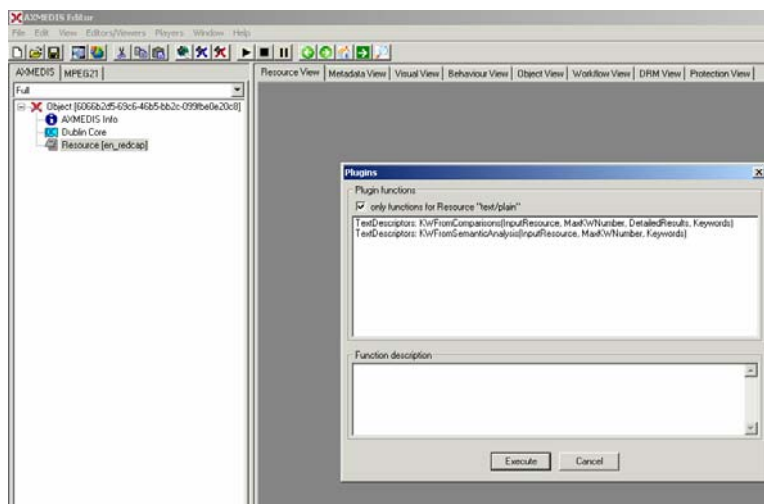 AXMEDIS Editor
File Edit View Editors/Viewers Players Window Help
AXMEDIS MPEG21
Resource View Metadata View Visual View Behaviour View Object View Workflow View DRM View Protection View
Full
Object [6066b2d5-69c6-46b5-bb2c-099fbe0e20c8]
AXMEDIS Info
Dublin Core
Resource [en_redcap]
Plugins
Plugin functions
only functions for Resource "text/plain"
TextDescriptors: KWFromComparisons(InputResource, MaxKWNumber, DetailedResults, Keywords)
TextDescriptors: KWFromSemanticAnalysis(InputResource, MaxKWNumber, Keywords)
Function description
Execute Cancel